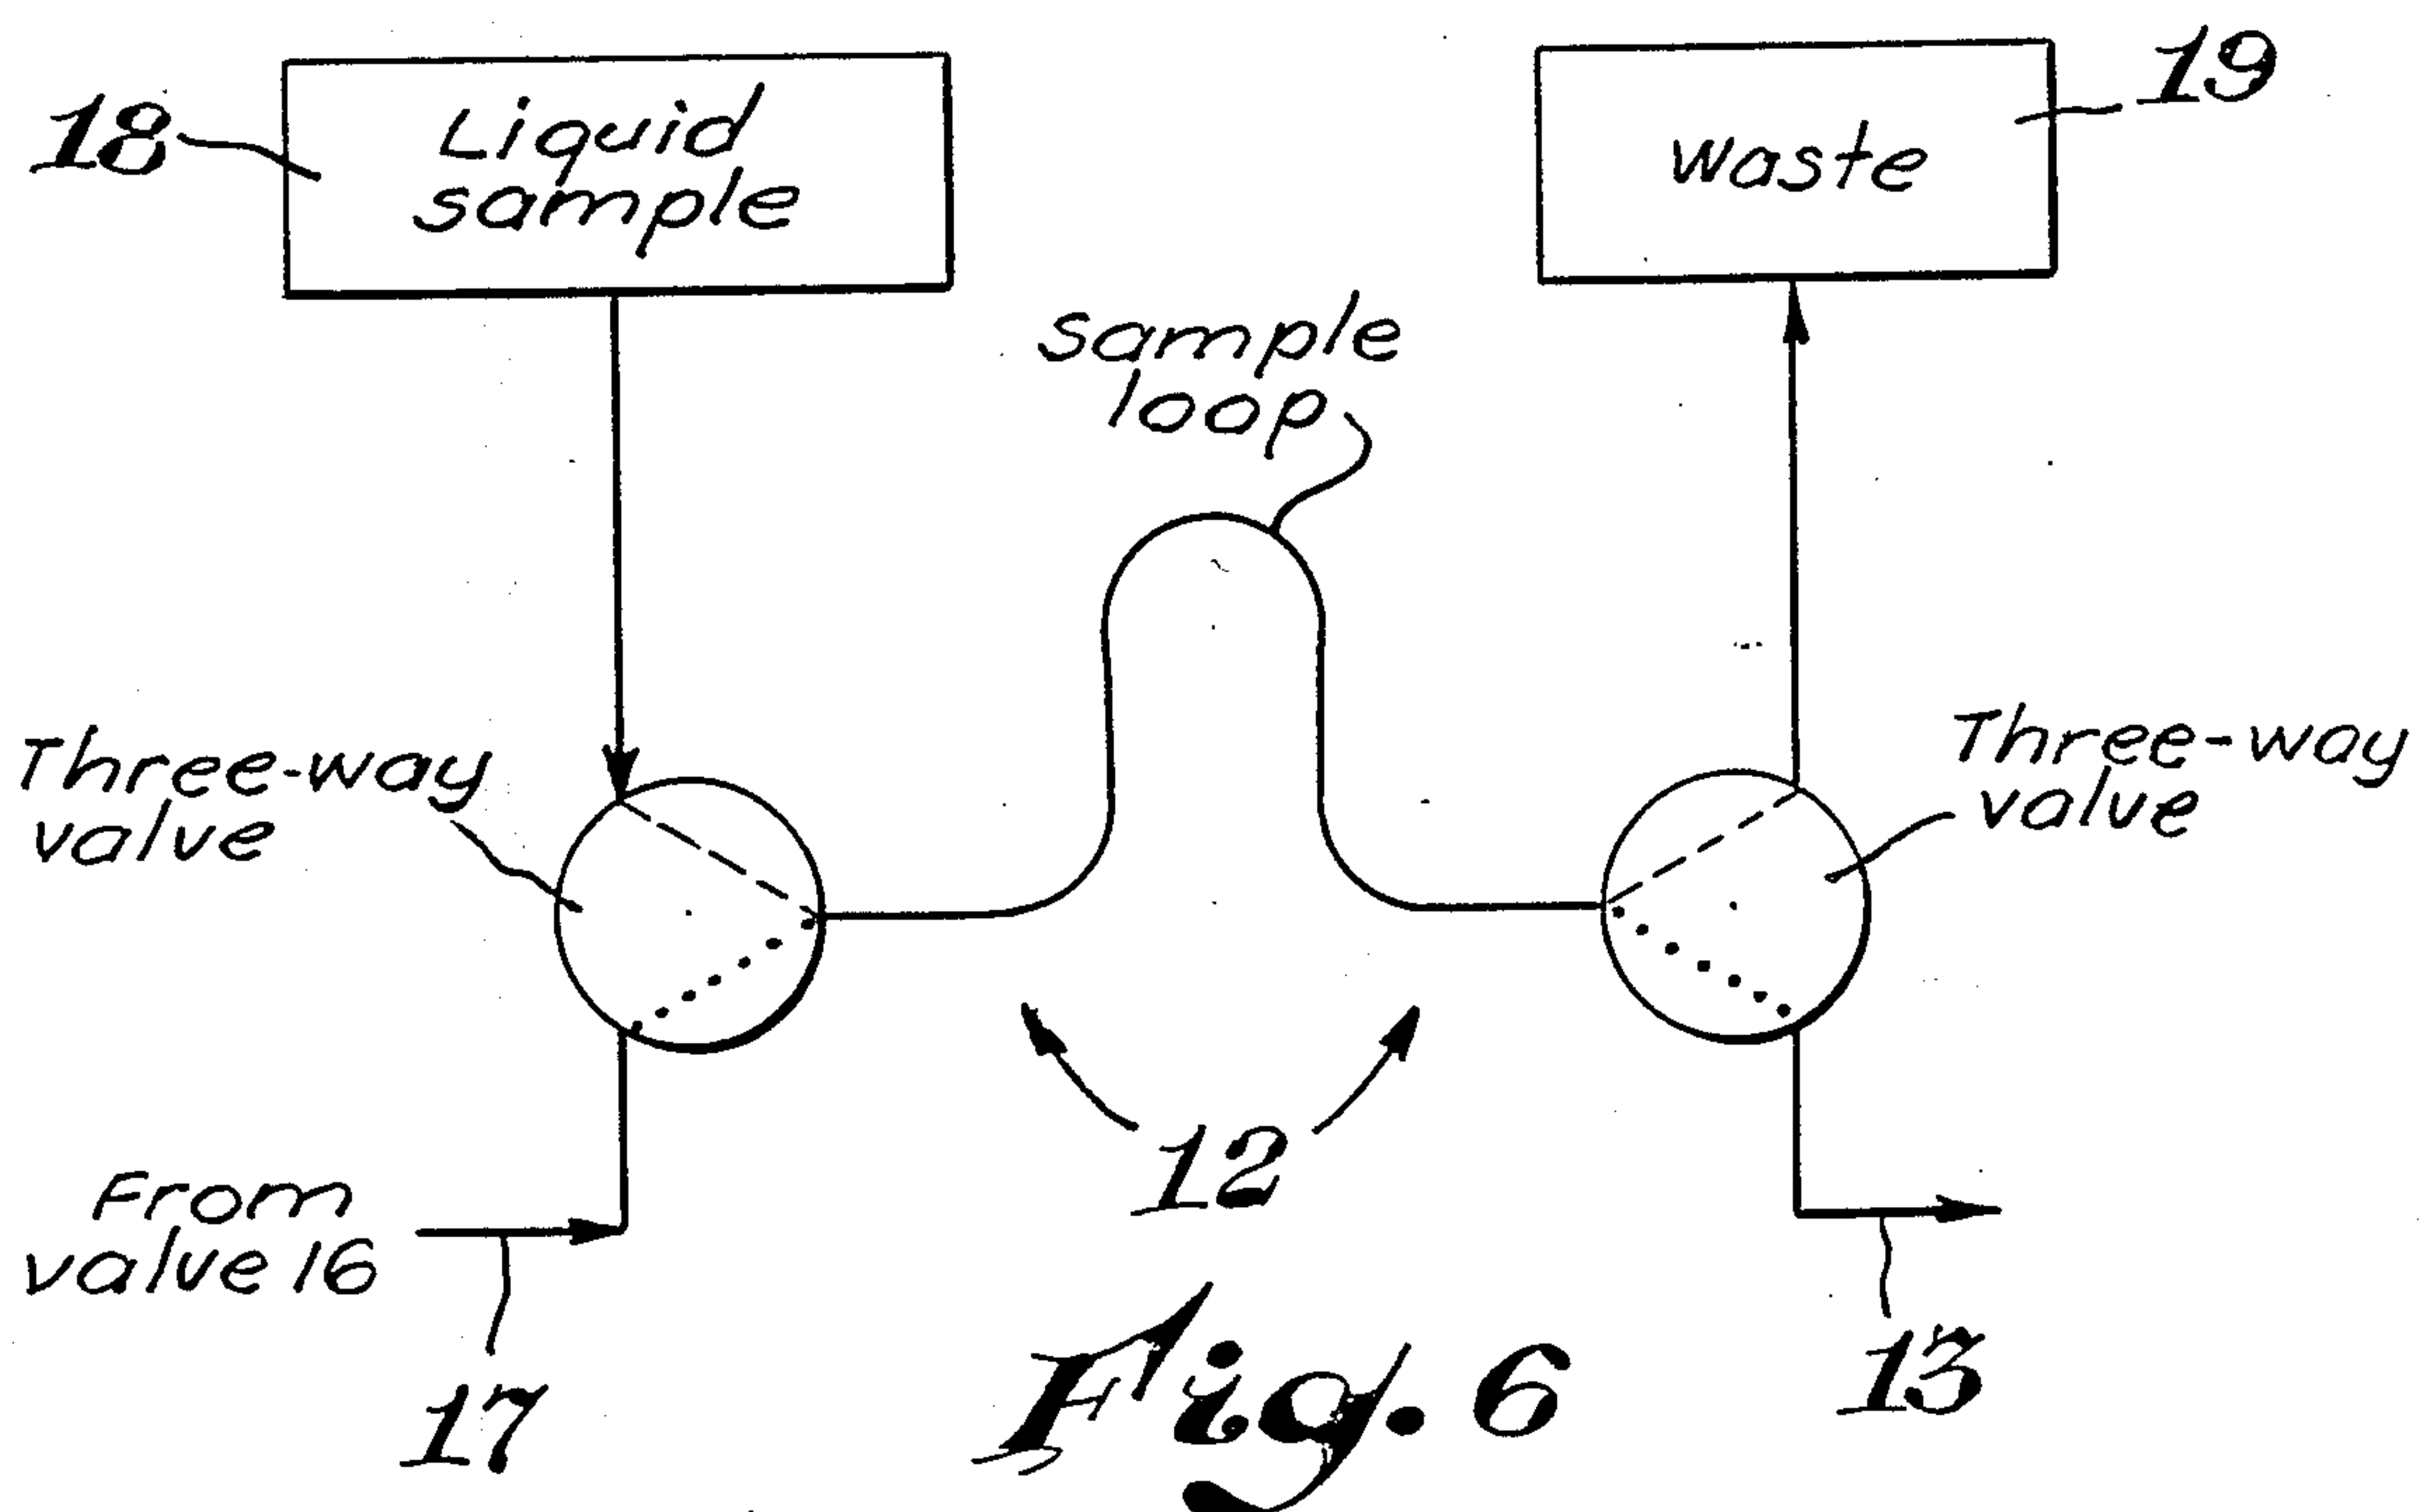 18
Liquid
sample
waste
19
sample
loop
Three-way
valve
Three-way
valve
12
From
valve 16
17
13
Fig. 6